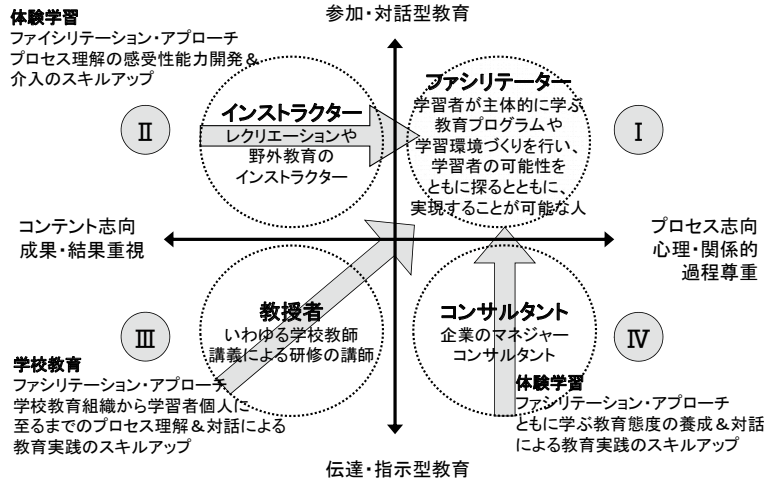 参加・対話型教育
体験学習
ファイシリテーション・アプローチ
プロセス理解の感受性能力開発＆
介入のスキルアップ
Ⅱ
インストラクター
レクリエーションや
野外教育の
インストラクター
ファシリテーター
学習者が主体的に学ぶ
教育プログラムや
学習環境づくりを行い、
学習者の可能性を
ともに探るとともに、
実現することが可能な人
Ⅰ
コンテント志向
成果・結果重視
プロセス志向
心理・関係的
過程尊重
Ⅲ
教授者
いわゆる学校教師
講義による研修の講師
学校教育
ファシリテーション・アプローチ
学校教育組織から学習者個人に
至るまでのプロセス理解＆対話による
教育実践のスキルアップ
コンサルタント
企業のマネジャー
コンサルタント
Ⅳ
体験学習
ファシリテーション・アプローチ
ともに学ぶ教育態度の養成＆対話
による教育実践のスキルアップ
伝達・指示型教育